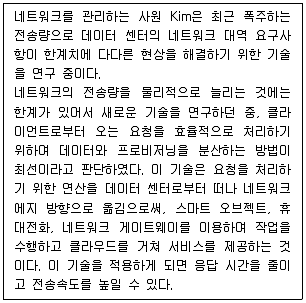 네트워크를 관리하는 사원 Kim은 최근 폭주하는
전송량으로 데이터 센터의 네트워크 대역 요구사
항이 한계치에 다다른 현상을 해결하기 위한 기술
을 연구 중이다.
네트워크의 전송량을 물리적으로 늘리는 것에는
한계가 있어서 새로운 기술을 연구하던 중, 클라
이언트로부터 오는 요청을 효율적으로 처리하기
위하여 데이터와 프로비저닝을 분산하는 방법이
최선이라고 판단하였다. 이 기술은 요청을 처리하
기 위한 연산을 데이터 센터로부터 떠나 네트워크
에지 방향으로 옮김으로써, 스마트 오브젝트, 휴
대전화, 네트워크 게이트웨이를 이용하여 작업을
수행하고 클라우드를 거쳐 서비스를 제공하는 것
이다. 이 기술을 적용하게 되면 응답 시간을 줄이
고 전송속도를 높일 수 있다.